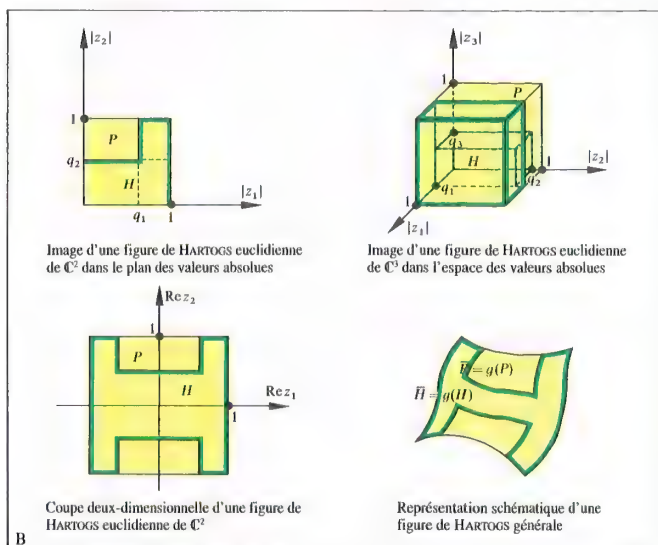 |z₂|
1
P
q₂
H
q₁
1
|z₁|
Image d'une figure de HARTOGS euclidienne
de ℂ² dans le plan des valeurs absolues
|z₃|
1
P
q₃
H
q₁
q₂
1
|z₂|
1
|z₁|
Image d'une figure de HARTOGS euclidienne
de ℂ³ dans l'espace des valeurs absolues
Re z₂
1
P
H
Re z₁
1
Coupe deux-dimensionnelle d'une figure de
HARTOGS euclidienne de ℂ²
= g(P)
H̅ = g(H)
Représentation schématique d'une
figure de HARTOGS générale
B